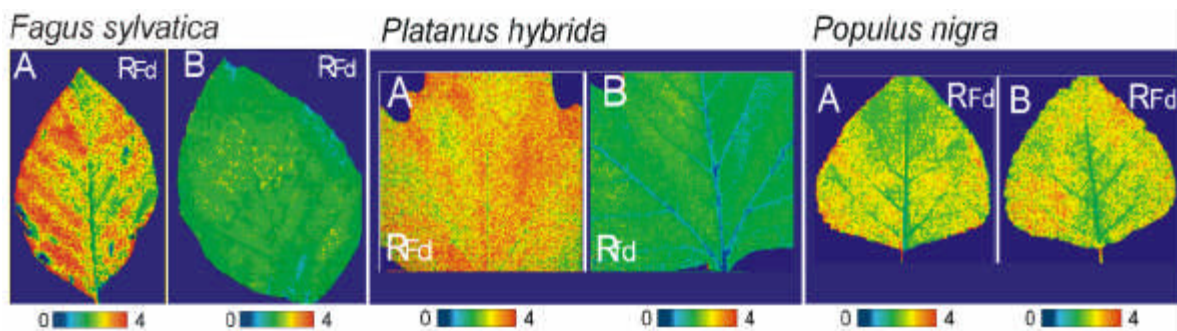 Fagus sylvatica
A RFd
B RFd
0 4
0 4
Platanus hybrida
A
RFd
B
Rfd
0 4
0 4
Populus nigra
A RFd
B RFd
0 4
0 4